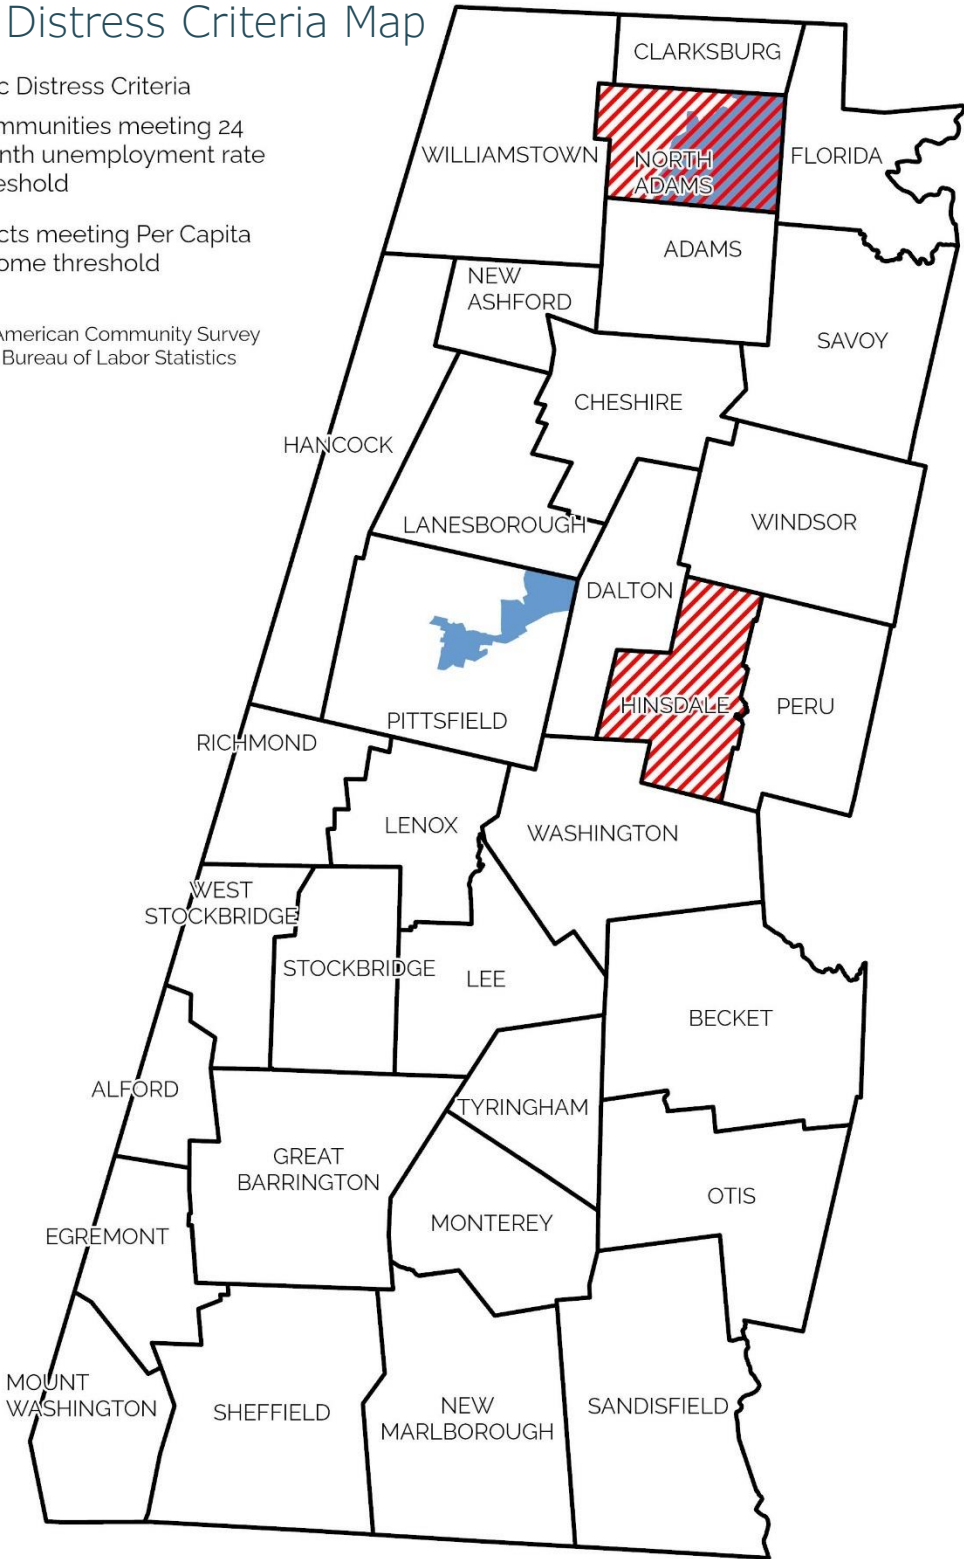 Distress Criteria Map
c Distress Criteria
mmunities meeting 24
nth unemployment rate
eshold
cts meeting Per Capita
ome threshold
American Community Survey
Bureau of Labor Statistics
CLARKSBURG
WILLIAMSTOWN
NORTH
ADAMS
FLORIDA
ADAMS
NEW
ASHFORD
SAVOY
CHESHIRE
HANCOCK
LANESBOROUGH
WINDSOR
DALTON
HINSDALE
PERU
PITTSFIELD
RICHMOND
LENOX
WASHINGTON
WEST
STOCKBRIDGE
STOCKBRIDGE
LEE
BECKET
ALFORD
TYRINGHAM
GREAT
BARRINGTON
OTIS
MONTEREY
EGREMONT
MOUNT
WASHINGTON
SHEFFIELD
NEW
MARLBOROUGH
SANDISFIELD